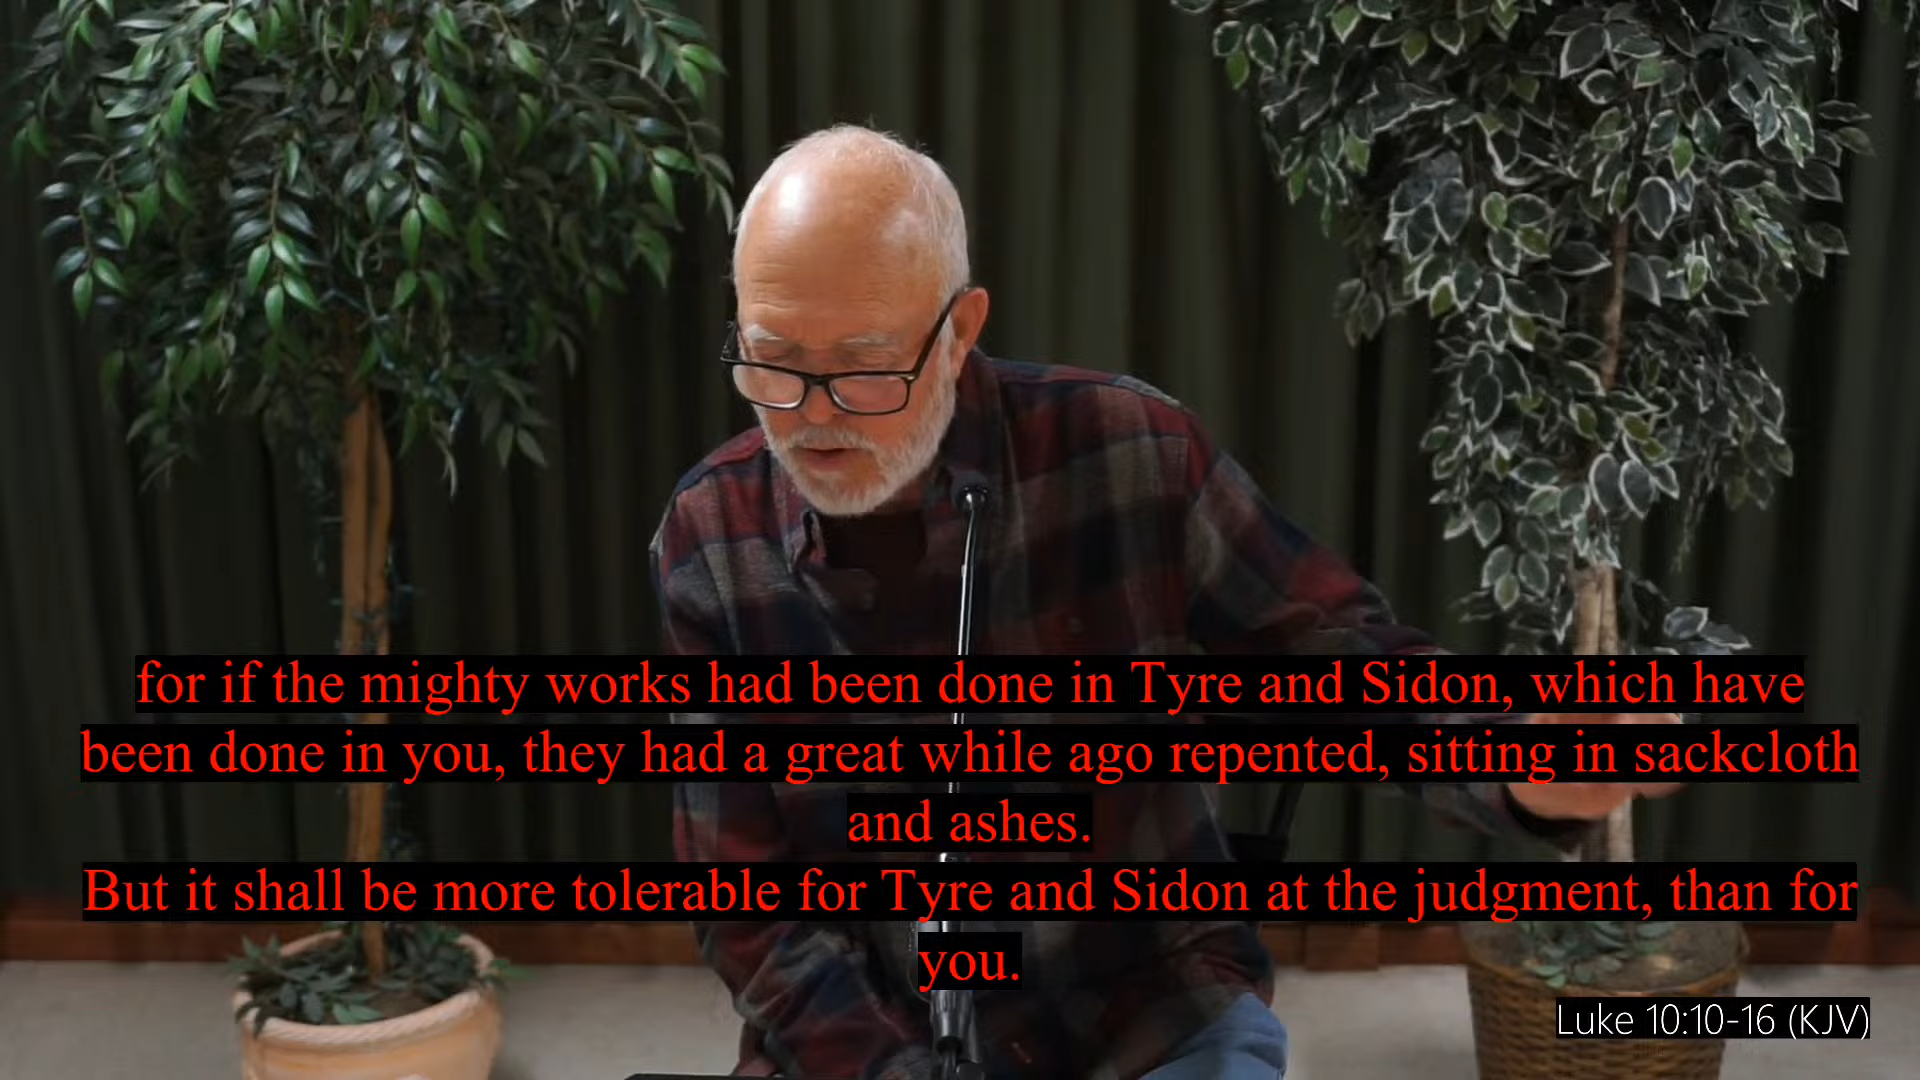 for if the mighty works had been done in Tyre and Sidon, which have
been done in you, they had a great while ago repented, sitting in sackcloth
and ashes.
But it shall be more tolerable for Tyre and Sidon at the judgment, than for
you.
Luke 10:10-16 (KJV)